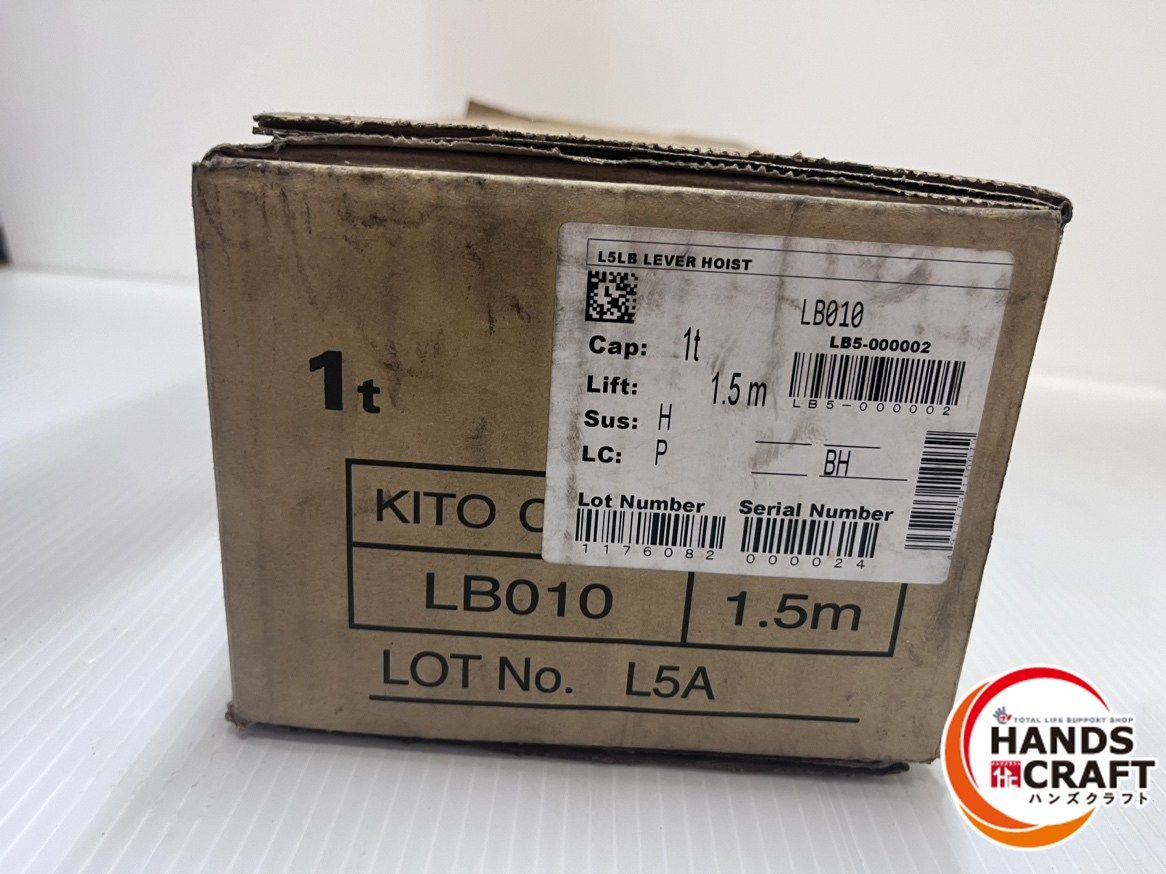 L5LB LEVER HOIST
LB010
LB5-000002
Cap: 1t
LB5-000002
Lift: 1.5 m
Sus: H
LC: P
BH
Lot Number Serial Number
1176082 000024
1t
KITO C
LB010 1.5m
LOT No. L5A
TOTAL LIFE SUPPORT SHOP
HANDS
CRAFT
ハンズクラフト